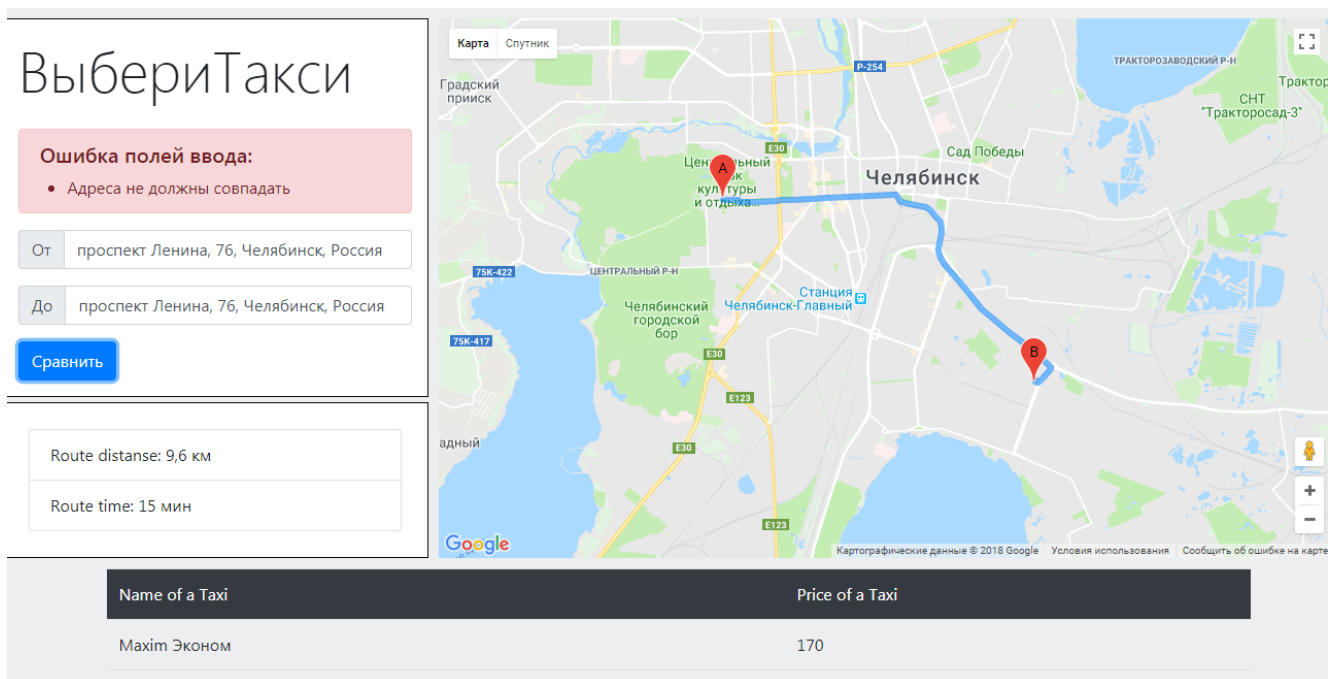 ВыбериТакси
Ошибка полей ввода:
Адреса не должны совпадать
От проспект Ленина, 76, Челябинск, Россия
До проспект Ленина, 76, Челябинск, Россия
Сравнить
Route distanse: 9,6 км
Route time: 15 мин
Карта Спутник
Градский
прииск
Р-254
ТРАКТОРОЗАВОДСКИЙ Р-Н
Трактор
СНТ
"Тракторосад-3"
E30
Сад Победы
A
культуры
и отдыха...
Челябинск
75K-422
ЦЕНТРАЛЬНЫЙ Р-Н
Станция
Челябинск-Главный
Челябинский
городской
бор
75K-417
E30
B
E123
адный
E30
E123
Google
Картографические данные © 2018 Google Условия использования Сообщить об ошибке на карте
Name of a Taxi Price of a Taxi
Maxim Эконом 170